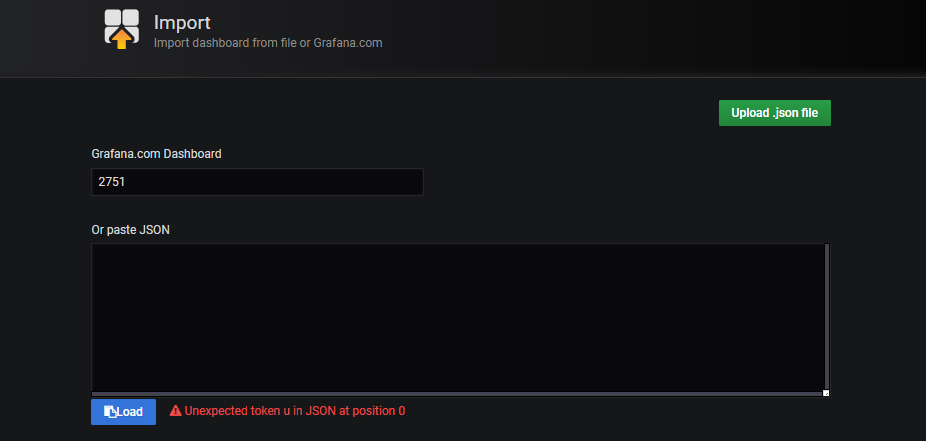 Import
Import dashboard from file or Grafana.com
Upload .json file
Grafana.com Dashboard
2751
Or paste JSON
Load
Unexpected token u in JSON at position 0